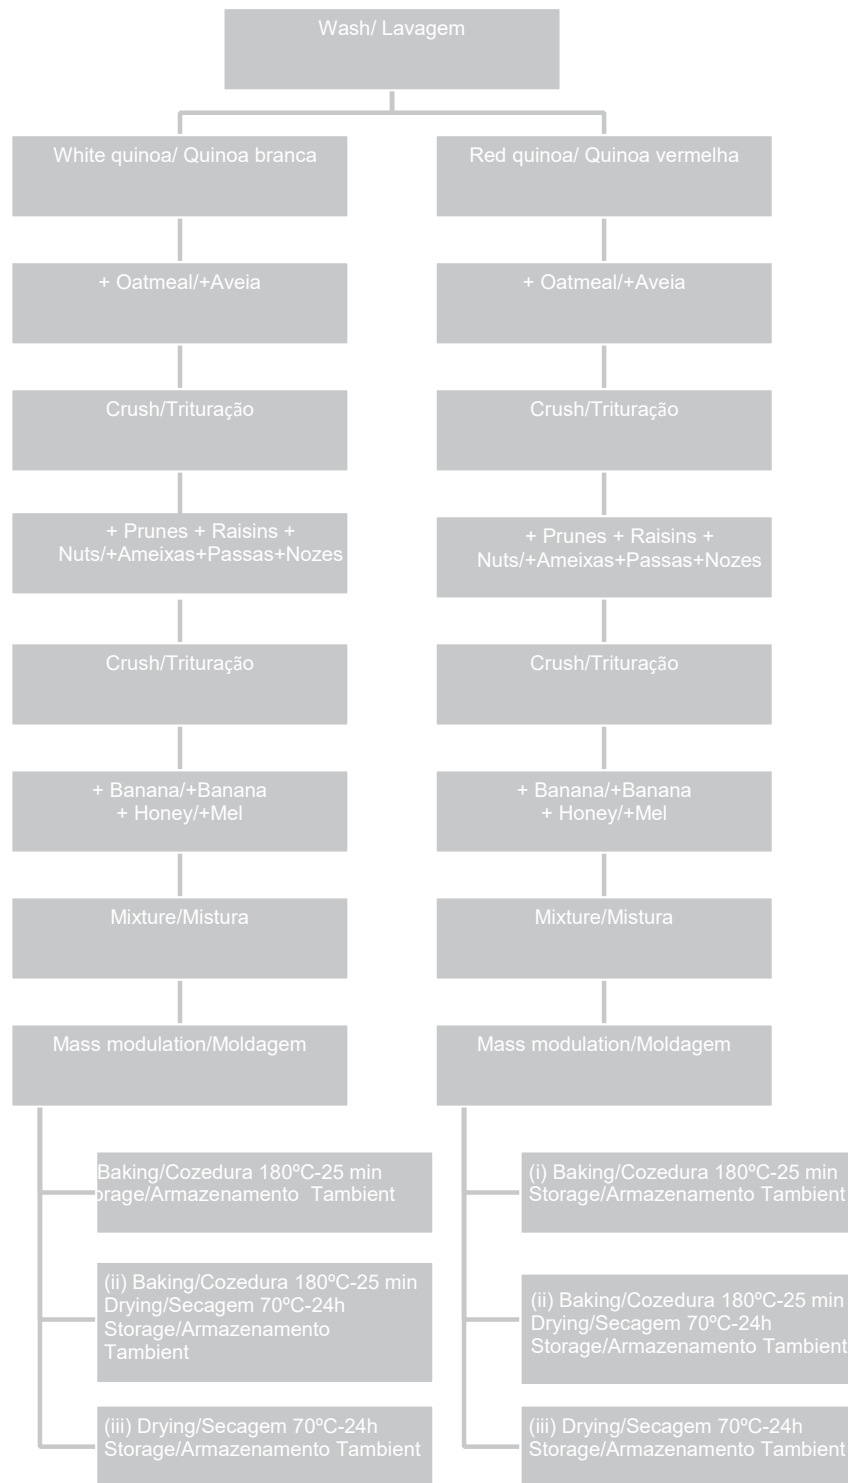 Wash/ Lavagem
White quinoa/ Quinoa branca
Red quinoa/ Quinoa vermelha
+ Oatmeal/+Aveia
+ Oatmeal/+Aveia
Crush/Trituração
Crush/Trituração
+ Prunes + Raisins +
Nuts/+Ameixas+Passas+Nozes
+ Prunes + Raisins +
Nuts/+Ameixas+Passas+Nozes
Crush/Trituração
Crush/Trituração
+ Banana/+Banana
+ Honey/+Mel
+ Banana/+Banana
+ Honey/+Mel
Mixture/Mistura
Mixture/Mistura
Mass modulation/Moldagem
Mass modulation/Moldagem
Baking/Cozedura 180ºC-25 min
orage/Armazenamento Tambient
(i) Baking/Cozedura 180ºC-25 min
Storage/Armazenamento Tambient
(ii) Baking/Cozedura 180ºC-25 min
Drying/Secagem 70ºC-24h
Storage/Armazenamento
Tambient
(ii) Baking/Cozedura 180ºC-25 min
Drying/Secagem 70ºC-24h
Storage/Armazenamento Tambient
(iii) Drying/Secagem 70ºC-24h
Storage/Armazenamento Tambient
(iii) Drying/Secagem 70ºC-24h
Storage/Armazenamento Tambient